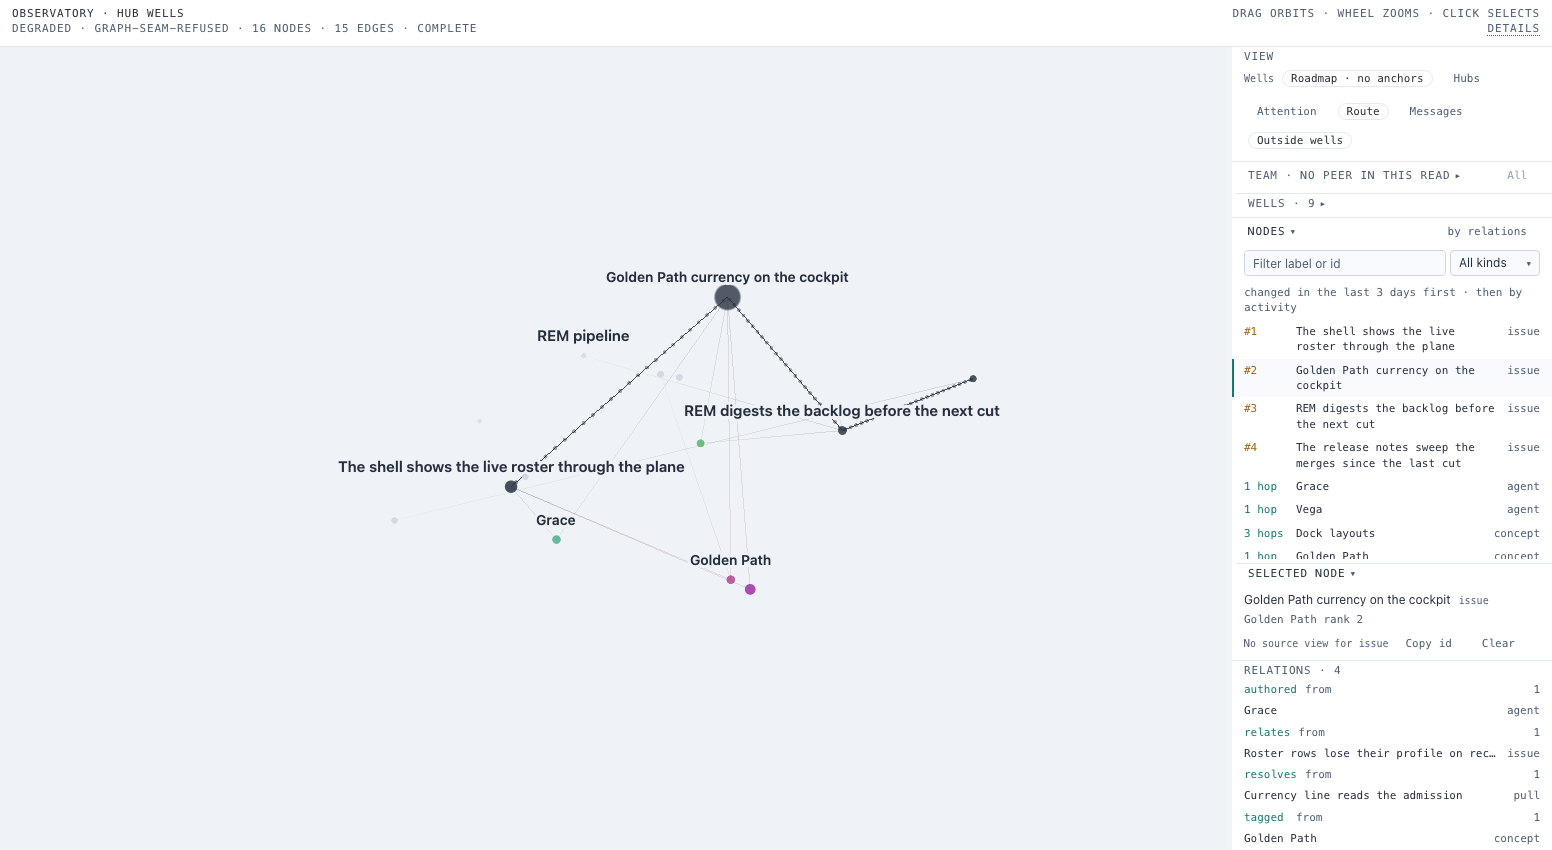 OBSERVATORY · HUB WELLS
DEGRADED · GRAPH-SEAM-REFUSED · 16 NODES · 15 EDGES · COMPLETE
DRAG ORBITS · WHEEL ZOOMS · CLICK SELECTS
DETAILS
Golden Path currency on the cockpit
REM pipeline
REM digests the backlog before the next cut
The shell shows the live roster through the plane
Grace
Golden Path
VIEW
Wells Roadmap · no anchors Hubs
Attention Route Messages
Outside wells
TEAM · NO PEER IN THIS READ ▸ All
WELLS · 9 ▸
NODES ▾ by relations
Filter label or id All kinds ▾
changed in the last 3 days first · then by
activity
#1 The shell shows the live issue
roster through the plane
#2 Golden Path currency on the issue
cockpit
#3 REM digests the backlog before issue
the next cut
#4 The release notes sweep the issue
merges since the last cut
1 hop Grace agent
1 hop Vega agent
3 hops Dock layouts concept
1 hop Golden Path concept
SELECTED NODE ▾
Golden Path currency on the cockpit issue
Golden Path rank 2
No source view for issue Copy id Clear
RELATIONS · 4
authored from 1
Grace agent
relates from 1
Roster rows lose their profile on rec… issue
resolves from 1
Currency line reads the admission pull
tagged from 1
Golden Path concept